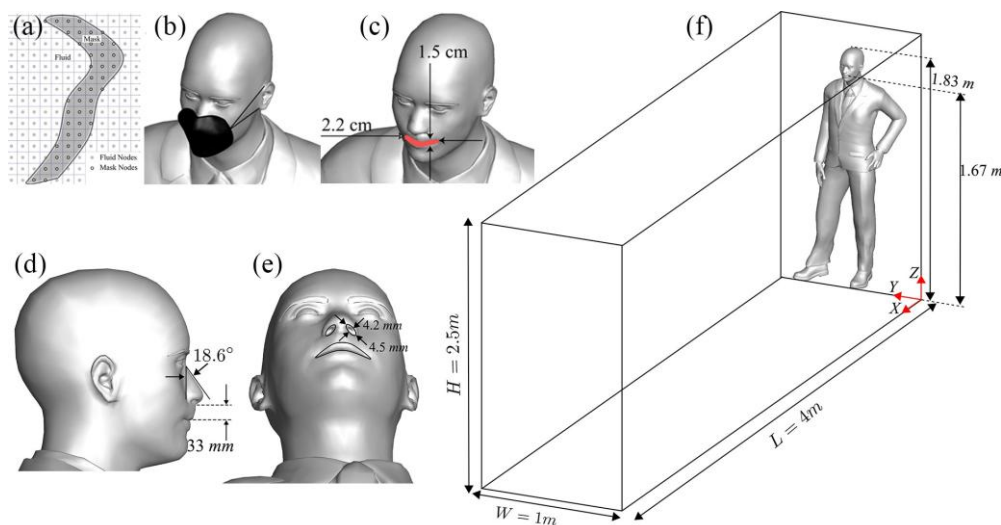 (a)
Mask
Fluid
Fluid Nodes
Mask Nodes
(b)
(c)
1.5 cm
2.2 cm
(d)
18.6°
33 mm
(e)
4.2 mm
4.5 mm
(f)
1.83 m
1.67 m
H = 2.5m
W = 1m
L = 4m
Z
Y
X